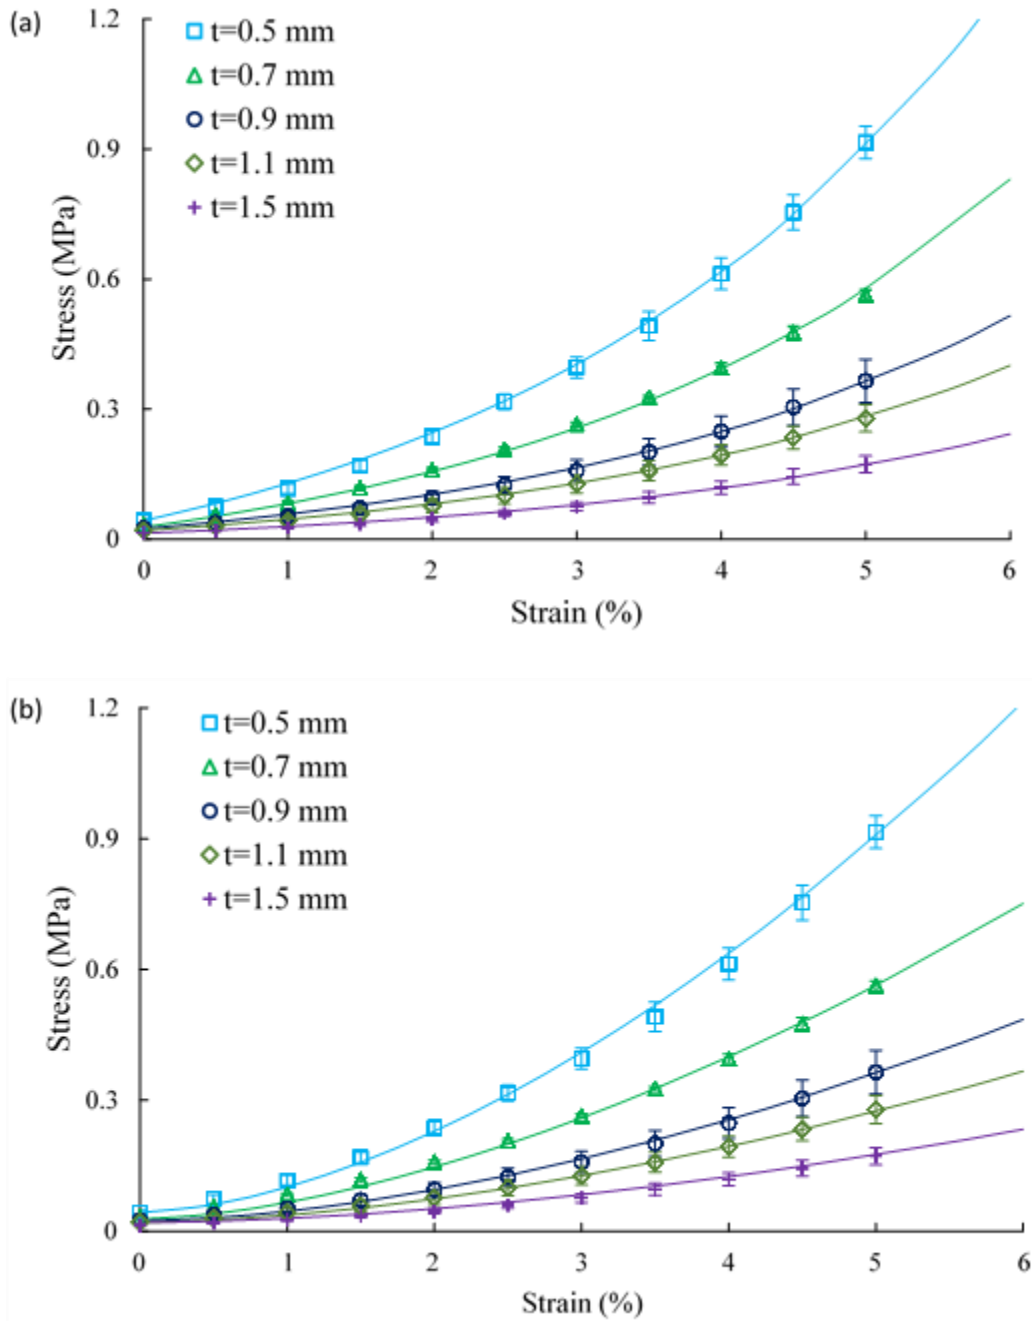 (a)
1.2
0.9
0.6
0.3
0
Stress (MPa)
t=0.5 mm
t=0.7 mm
t=0.9 mm
t=1.1 mm
t=1.5 mm
0 1 2 3 4 5 6
Strain (%)
(b)
1.2
0.9
0.6
0.3
0
Stress (MPa)
t=0.5 mm
t=0.7 mm
t=0.9 mm
t=1.1 mm
t=1.5 mm
0 1 2 3 4 5 6
Strain (%)